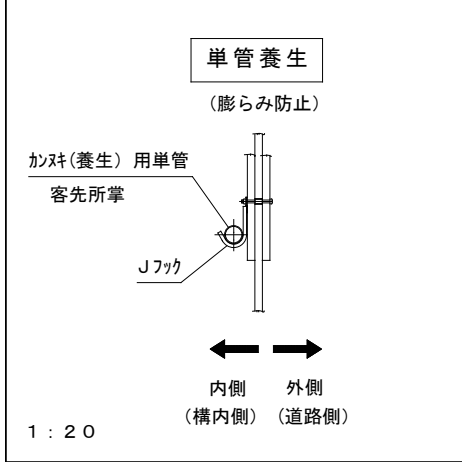 単管養生
(膨らみ防止)
ｶﾝﾇｷ(養生) 用単管
客先所掌
Ｊﾌｯｸ
内側 外側
(構内側) (道路側)
１：２０